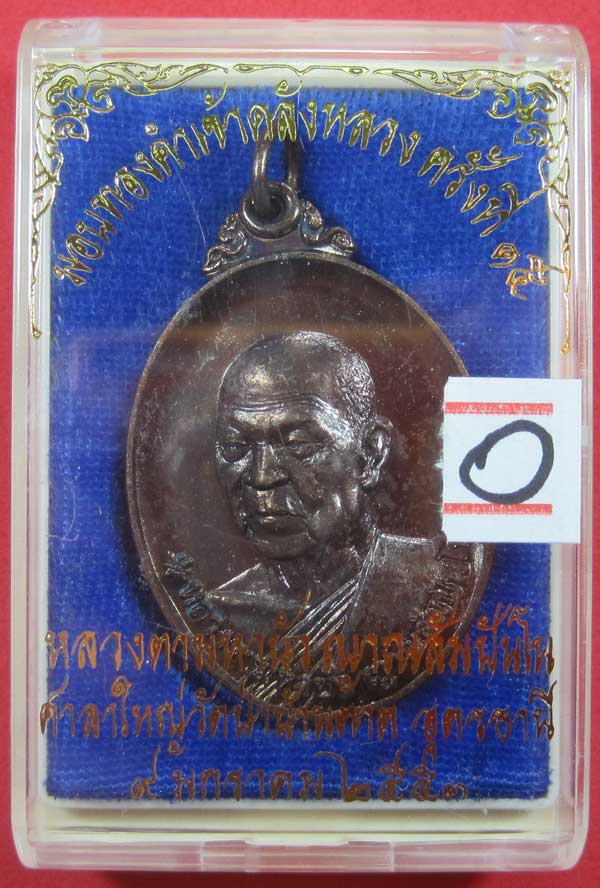 มอบทองคำเข้าคลังหลวง ครั้งที่ ๑๕
O
หลวงตามหาบัว ญาณสัมปันโน
ศาลาใหญ่วัดป่าบ้านตาด อุดรธานี
๙ มกราคม ๒๕๕๓